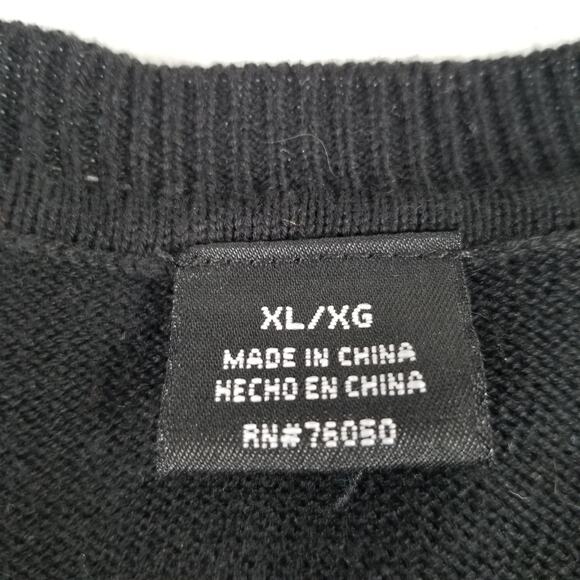 XL/XG
MADE IN CHINA
HECHO EN CHINA
RN#76050